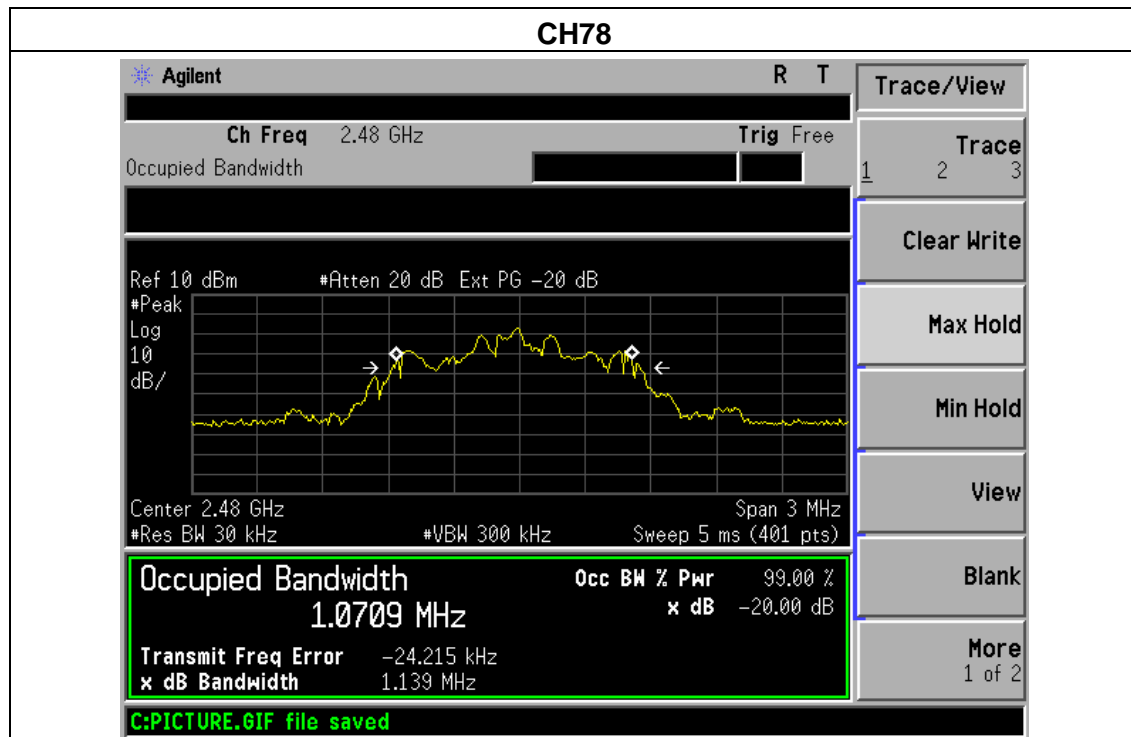 CH78
Agilent R T
Trace/View
Ch Freq 2.48 GHz Trig Free
Occupied Bandwidth
Trace
1 2 3
Clear Write
Ref 10 dBm #Atten 20 dB Ext PG -20 dB
#Peak
Log
10
dB/
Max Hold
Min Hold
View
Center 2.48 GHz Span 3 MHz
#Res BW 30 kHz #VBW 300 kHz Sweep 5 ms (401 pts)
Occupied Bandwidth Occ BW % Pwr 99.00 %
1.0709 MHz x dB -20.00 dB
Blank
Transmit Freq Error -24.215 kHz
x dB Bandwidth 1.139 MHz
More
1 of 2
C:PICTURE.GIF file saved